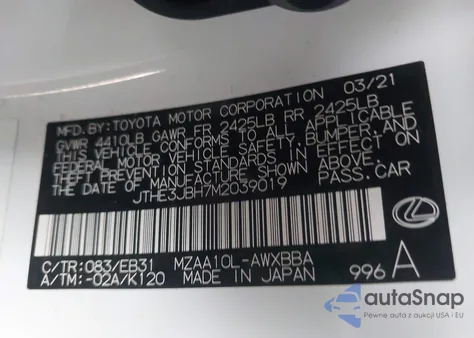 MFD. BY: TOYOTA MOTOR CORPORATION 03/21
GVWR 4410LB GAWR FR 2425LB RR 2425LB
THIS VEHICLE CONFORMS TO ALL APPLICABLE
FEDERAL MOTOR VEHICLE SAFETY, BUMPER, AND
THEFT PREVENTION STANDARDS IN EFFECT ON
THE DATE OF MANUFACTURE SHOWN ABOVE.
JTHE3JBH7M2039019 PASS.CAR
C/TR:083/EB31 MZAA10L-AWXBBA
A/TM:-02A/K120 MADE IN JAPAN 996 A
autoSnap
Pewne auta z aukcji USA i EU